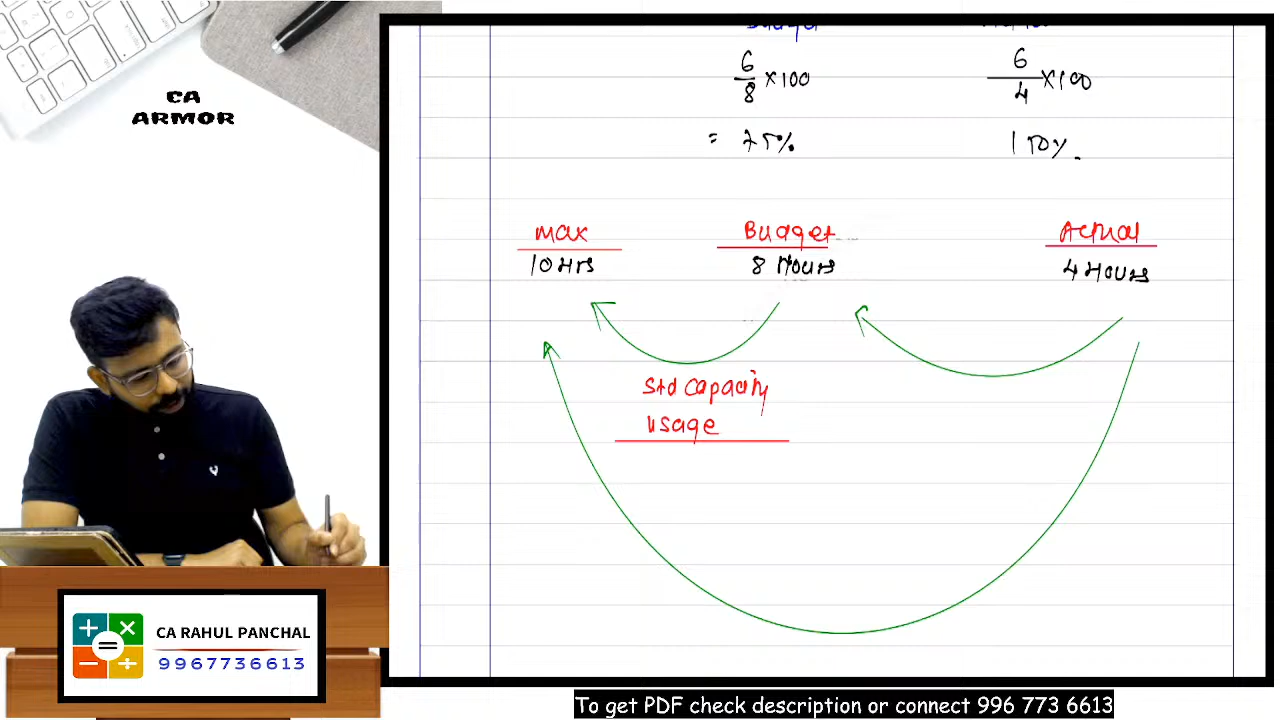 CA
ARMOR
Budget
6/8 ×100
= 75%
6/4 ×100
150%.
Max
10 Hrs
Budget
8 Hours
Actual
4 Hours
Std Capacity
Usage
CA RAHUL PANCHAL
9967736613
To get PDF check description or connect 996 773 6613